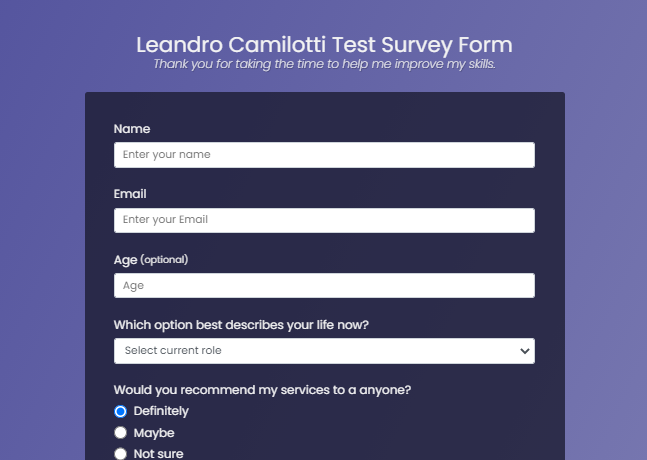 Leandro Camilotti Test Survey Form
Thank you for taking the time to help me improve my skills.
Name
Enter your name
Email
Enter your Email
Age (optional)
Age
Which option best describes your life now?
Select current role
Would you recommend my services to a anyone?
Definitely
Maybe
Not sure